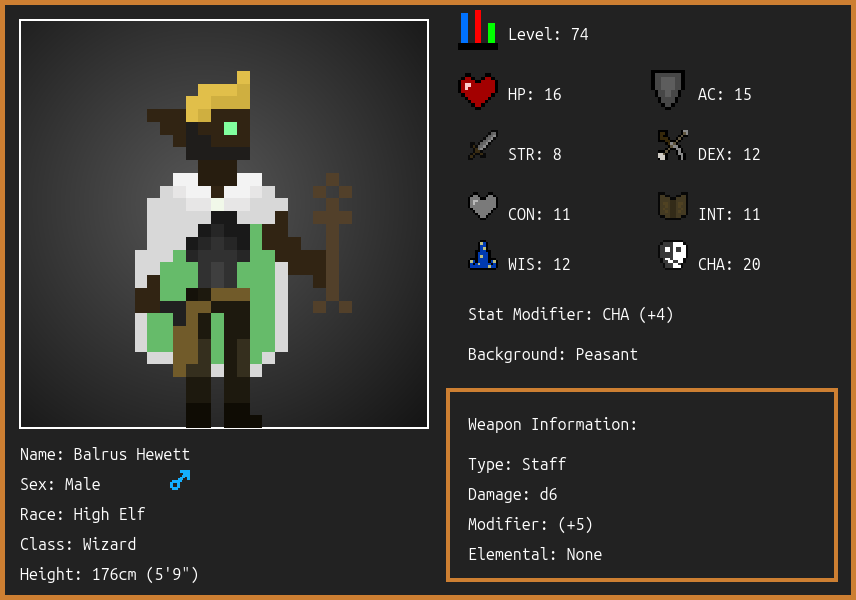 Level: 74
HP: 16
AC: 15
STR: 8
DEX: 12
CON: 11
INT: 11
WIS: 12
CHA: 20
Stat Modifier: CHA (+4)
Background: Peasant
Weapon Information:
Type: Staff
Damage: d6
Modifier: (+5)
Elemental: None
Name: Balrus Hewett
Sex: Male
Race: High Elf
Class: Wizard
Height: 176cm (5'9")